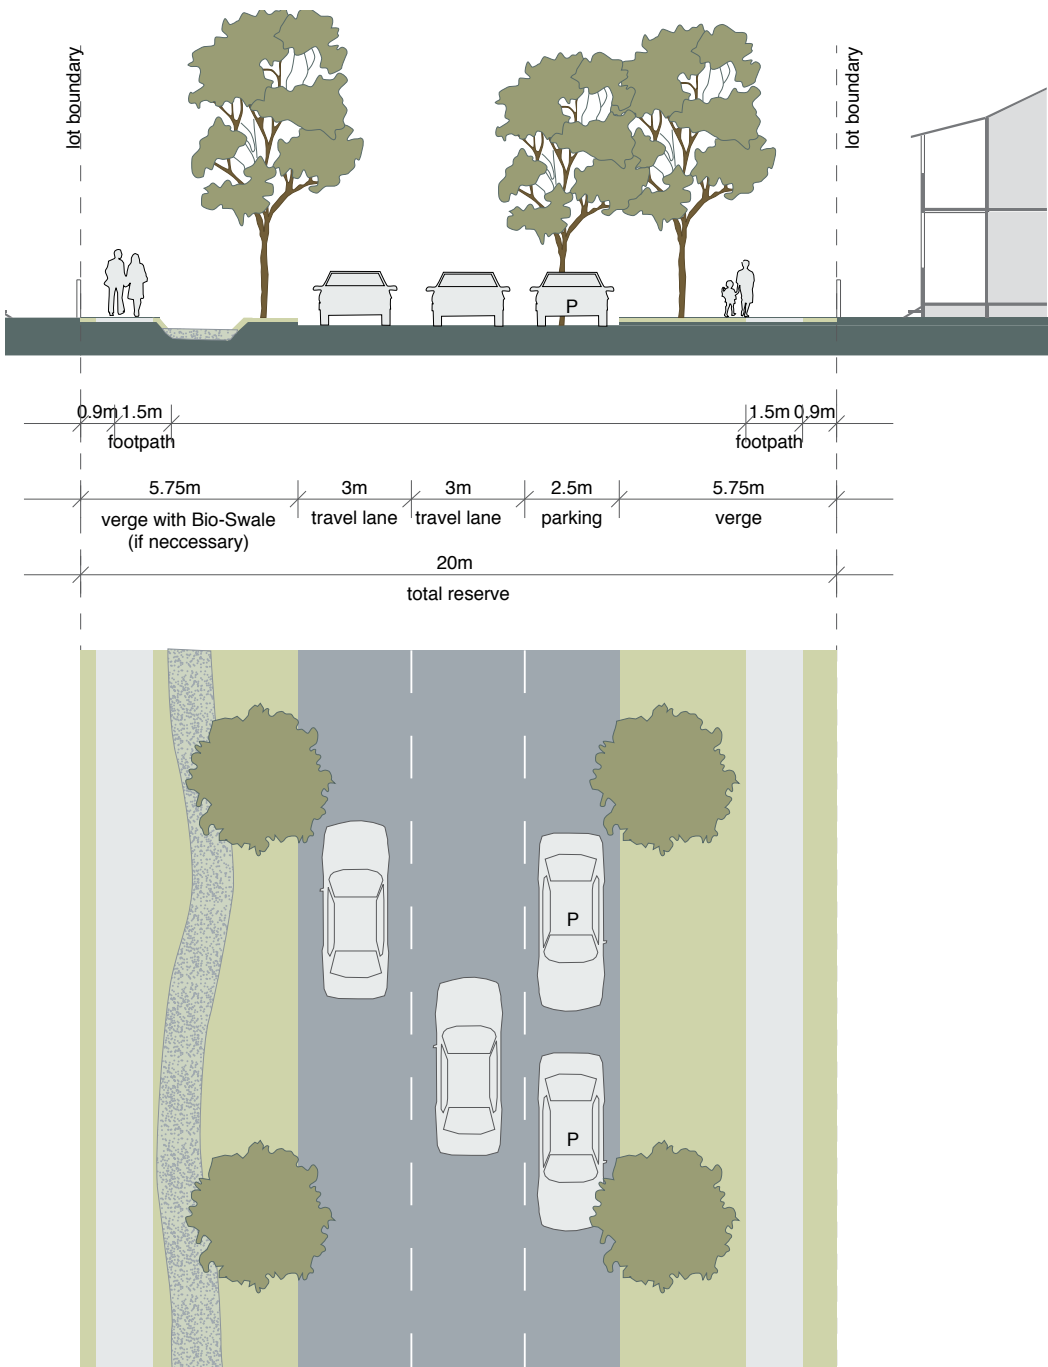 lot boundary
lot boundary
P
0.9m 1.5m
footpath
1.5m 0.9m
footpath
5.75m
verge with Bio-Swale
(if neccessary)
3m
travel lane
3m
travel lane
2.5m
parking
5.75m
verge
20m
total reserve
P
P